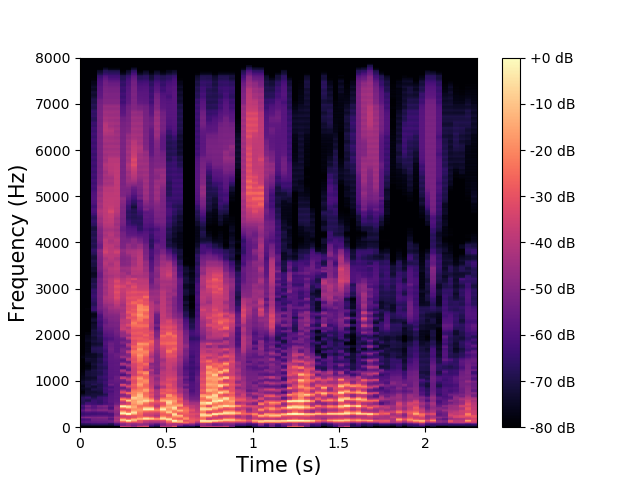 8000
7000
6000
5000
4000
3000
2000
1000
0
Frequency (Hz)
0
0.5
1
1.5
2
Time (s)
+0 dB
-10 dB
-20 dB
-30 dB
-40 dB
-50 dB
-60 dB
-70 dB
-80 dB